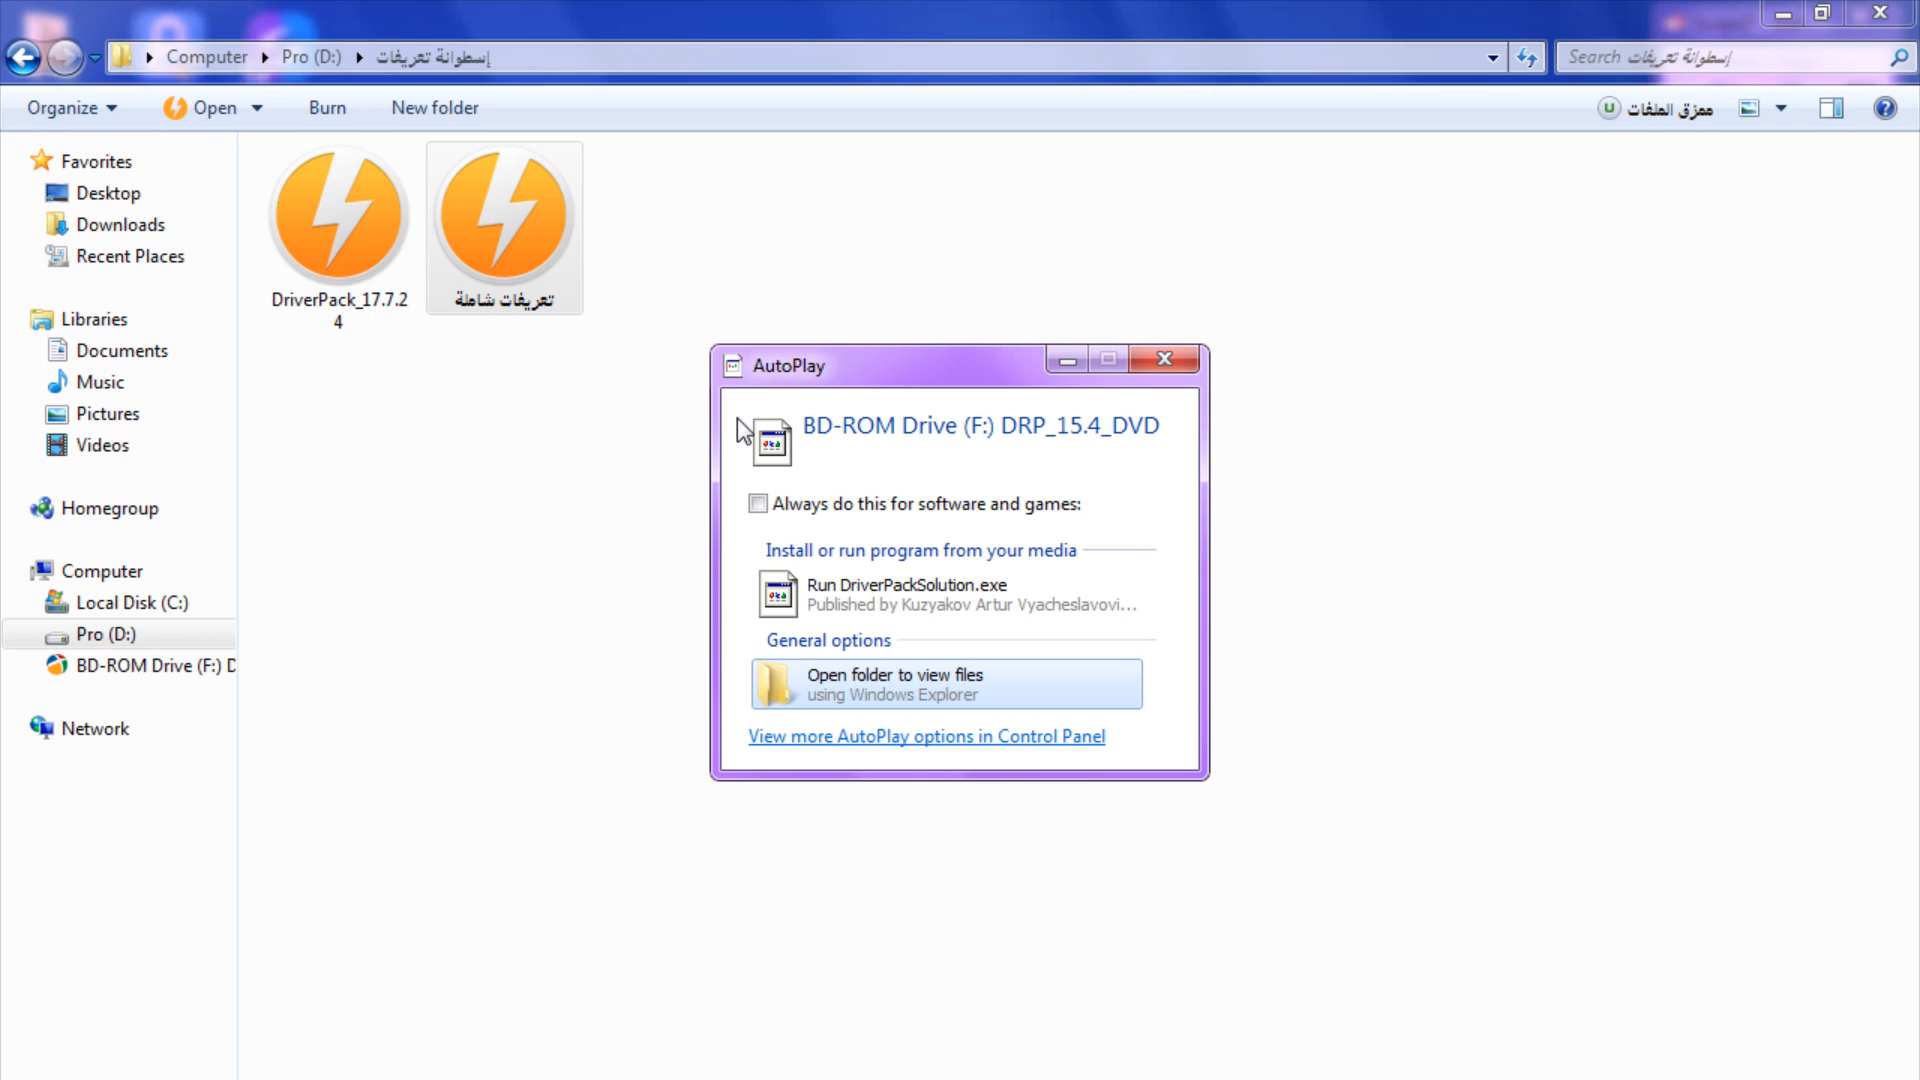 Computer Pro (D:) إسطوانة تعريفات
Search إسطوانة تعريفات
Organize Open Burn New folder ممزق الملفات
Favorites
Desktop
Downloads
Recent Places
Libraries
Documents
Music
Pictures
Videos
Homegroup
Computer
Local Disk (C:)
Pro (D:)
BD-ROM Drive (F:) D
Network
DriverPack_17.7.2
4
تعريفات شاملة
AutoPlay
BD-ROM Drive (F:) DRP_15.4_DVD
Always do this for software and games:
Install or run program from your media
Run DriverPackSolution.exe
Published by Kuzyakov Artur Vyacheslavovi...
General options
Open folder to view files
using Windows Explorer
View more AutoPlay options in Control Panel